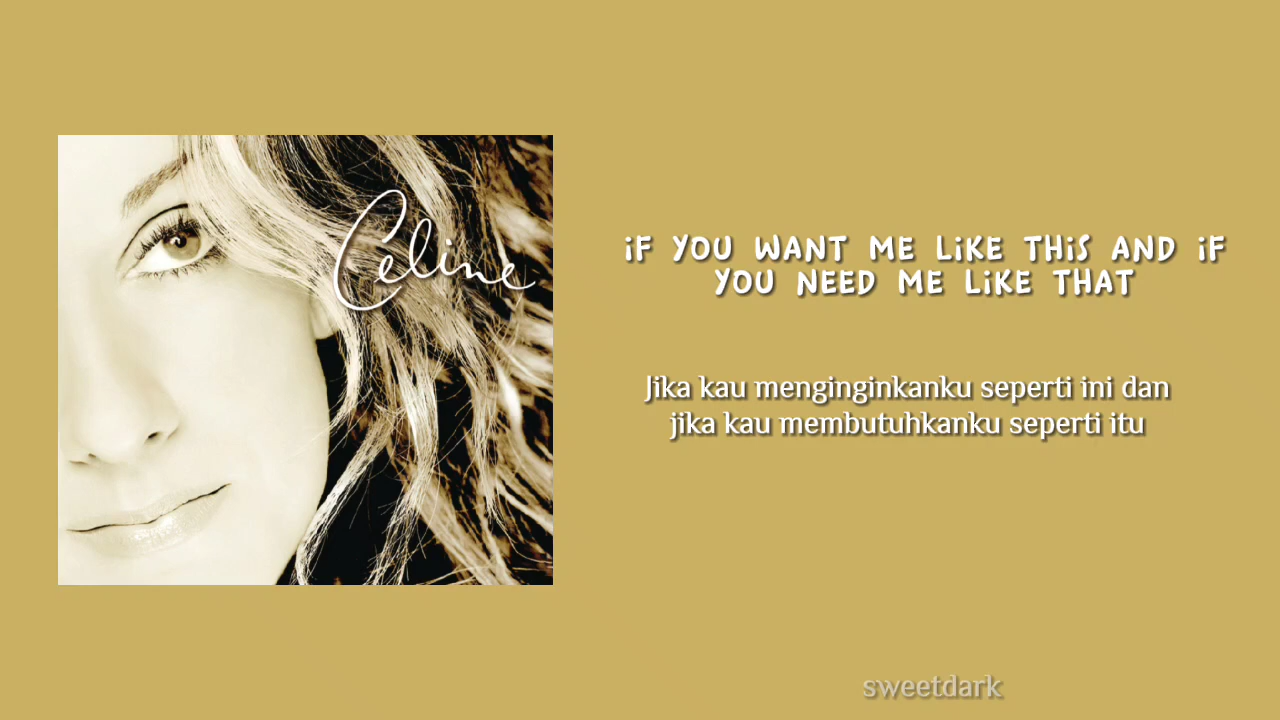 Celine
iF YOU WANT ME LiKE THiS AND iF
YOU NEED ME LiKE THAT
Jika kau menginginkanku seperti ini dan
jika kau membutuhkanku seperti itu
sweetdark